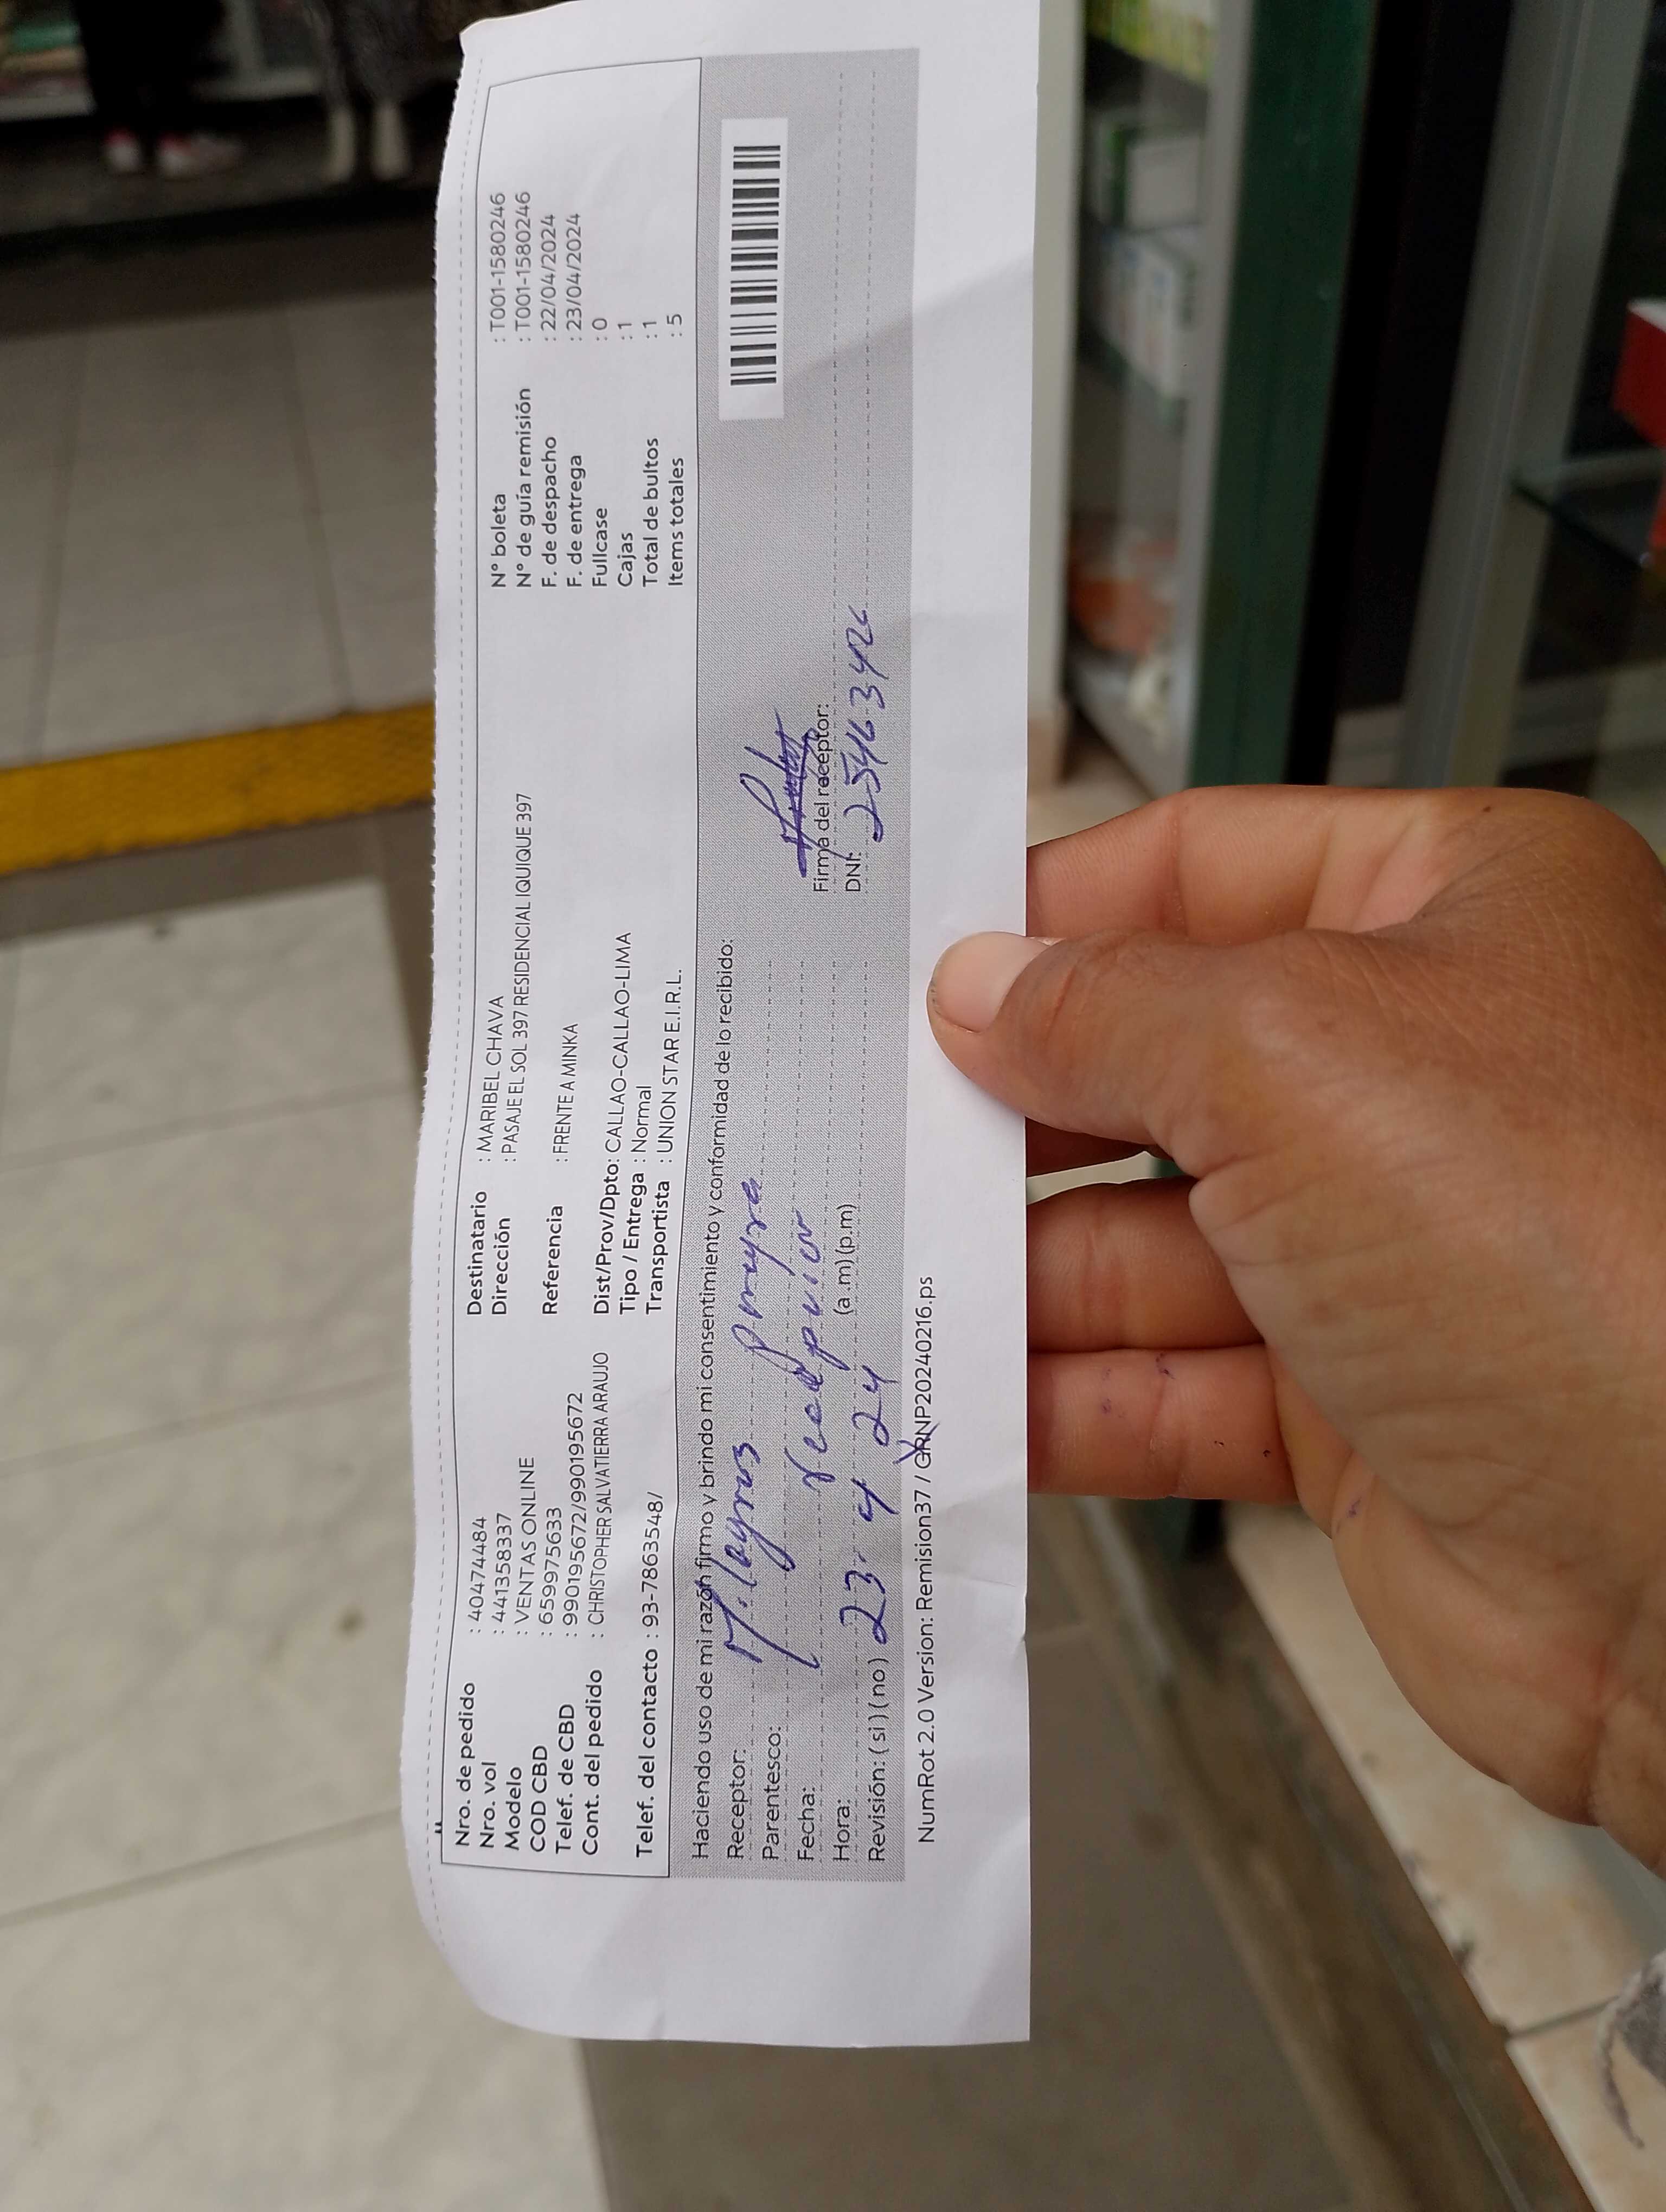 Nro. de pedido : 40474484
Nro. vol : 441358337
Modelo : VENTAS ONLINE
COD CBD : 659975633
Telef. de CBD : 990195672/990195672
Cont. del pedido : CHRISTOPHER SALVATIERRA ARAUJO
Telef. del contacto : 93-7863548/
Destinatario : MARIBEL CHAVA
Dirección : PASAJE EL SOL 397 RESIDENCIAL IQUIQUE 397
Referencia : FRENTE A MINKA
Dist/Prov/Dpto: CALLAO-CALLAO-LIMA
Tipo / Entrega : Normal
Transportista : UNION STAR E.I.R.L.
N° boleta : T001-1580246
N° de guía remisión : T001-1580246
F. de despacho : 22/04/2024
F. de entrega : 23/04/2024
Fullcase : 0
Cajas : 1
Total de bultos : 1
Items totales : 5
Haciendo uso de mi razón firmo y brindo mi consentimiento y conformidad de lo recibido:
Receptor: Milagros
Parentesco:
Fecha:
Hora: 23 4 24 (a.m)(p.m)
Revisión: ( si ) ( no )
Firma del receptor:
DNI:
NumRot 2.0 Version: Remision37 / GRNP20240216.ps